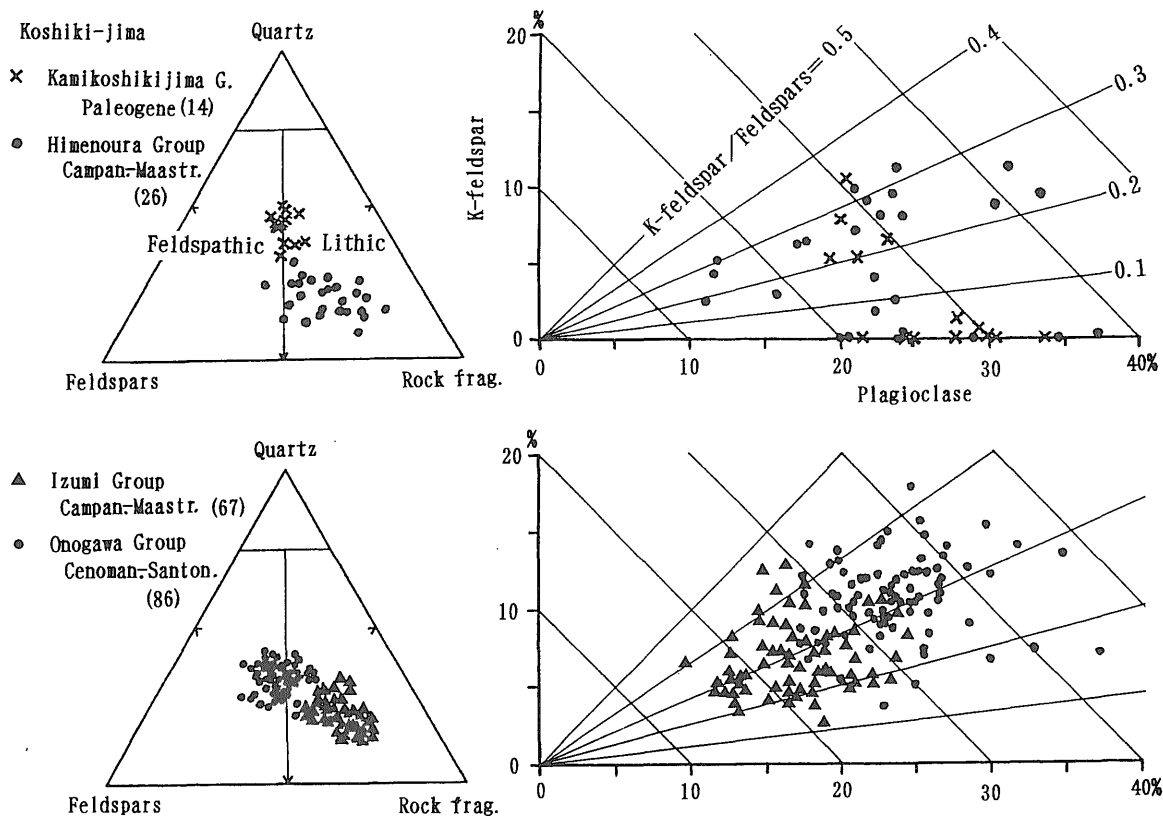 Koshiki-jima
× Kamikoshikijima G.
Paleogene (14)
Himenoura Group
Campan-Maastr.
(26)
Quartz
Feldspathic
Lithic
Feldspars
Rock frag.
%
20
10
0
K-feldspar
K-feldspar/Feldspars=0.5
0.4
0.3
0.2
0.1
0
10
20
30
40%
Plagioclase
Izumi Group
Campan-Maastr. (67)
Onogawa Group
Cenoman-Santon.
(86)
Quartz
Feldspars
Rock frag.
%
20
10
0
0
10
20
30
40%